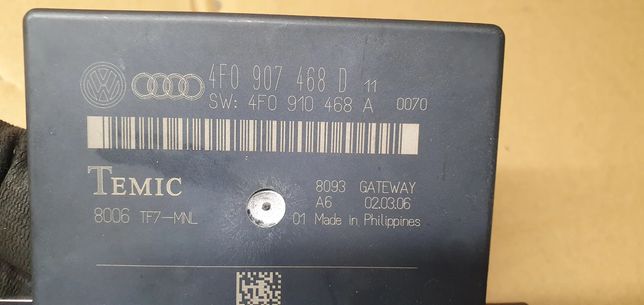 4F0 907 468 D 11
SW: 4F0 910 468 A 0070
TEMIC
8093 GATEWAY
A6 02.03.06
8006 TF7-MNL
01 Made in Philippines